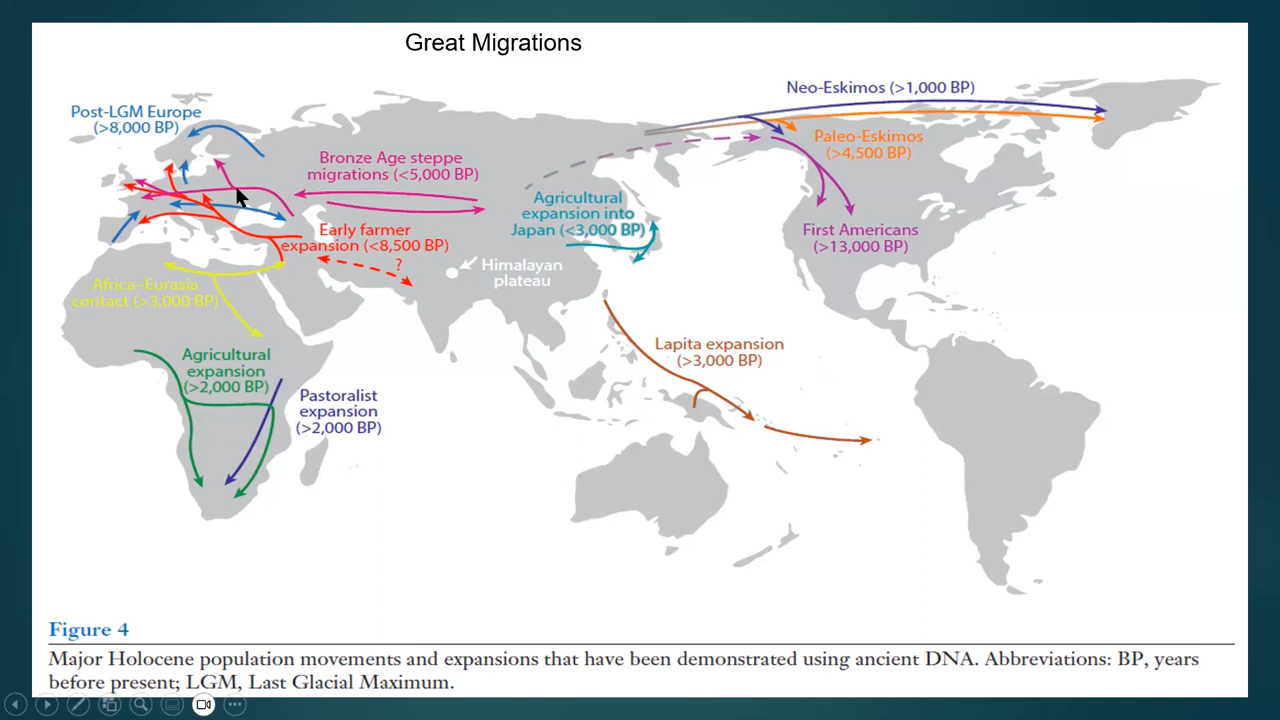 Great Migrations
Neo-Eskimos (>1,000 BP)
Post-LGM Europe
(>8,000 BP)
Paleo-Eskimos
(>4,500 BP)
Bronze Age steppe
migrations (<5,000 BP)
Agricultural
expansion into
Japan (<3,000 BP)
Early farmer
expansion (<8,500 BP)
?
First Americans
(>13,000 BP)
Himalayan
plateau
Africa–Eurasia
contact (>3,000 BP)
Lapita expansion
(>3,000 BP)
Agricultural
expansion
(>2,000 BP)
Pastoralist
expansion
(>2,000 BP)
Figure 4
Major Holocene population movements and expansions that have been demonstrated using ancient DNA. Abbreviations: BP, years
before present; LGM, Last Glacial Maximum.